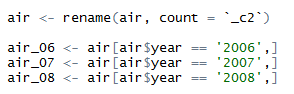 air <- rename(air, count = `_c2`)
air_06 <- air[air$year == '2006',]
air_07 <- air[air$year == '2007',]
air_08 <- air[air$year == '2008',]